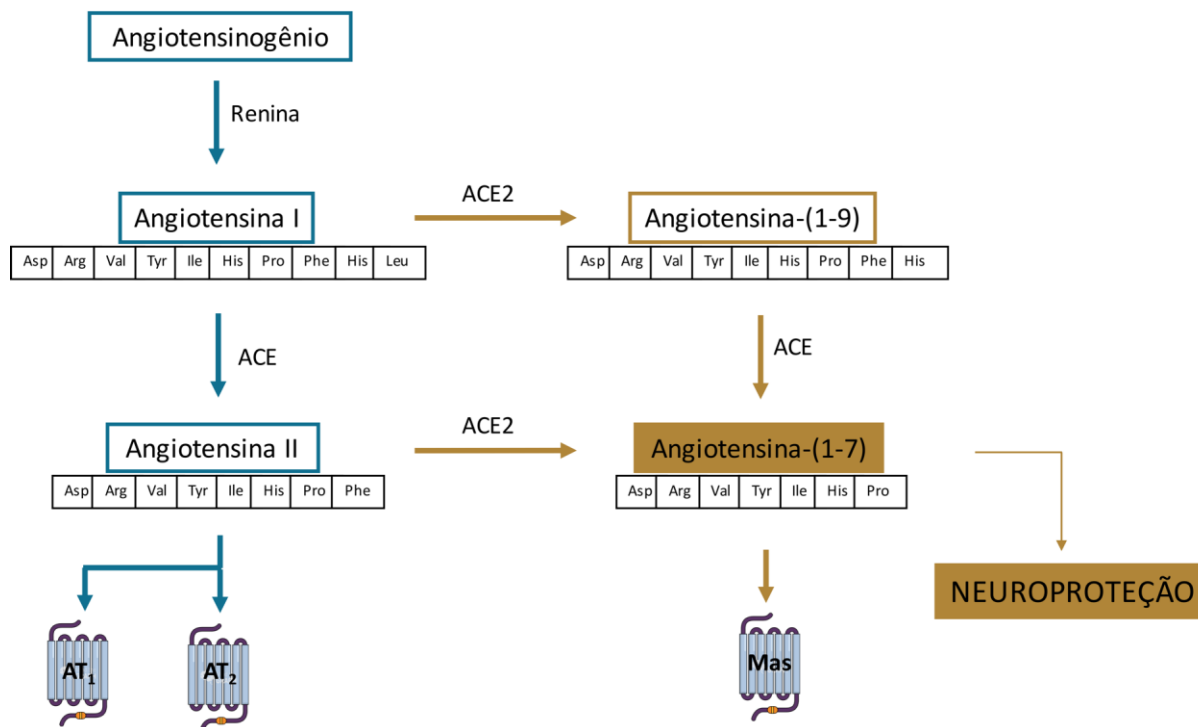 Angiotensinogênio
Renina
Angiotensina I
ACE2
Angiotensina-(1-9)
Asp Arg Val Tyr Ile His Pro Phe His Leu
Asp Arg Val Tyr Ile His Pro Phe His
ACE
ACE
Angiotensina II
ACE2
Angiotensina-(1-7)
Asp Arg Val Tyr Ile His Pro Phe
Asp Arg Val Tyr Ile His Pro
NEUROPROTEÇÃO
AT1
AT2
Mas